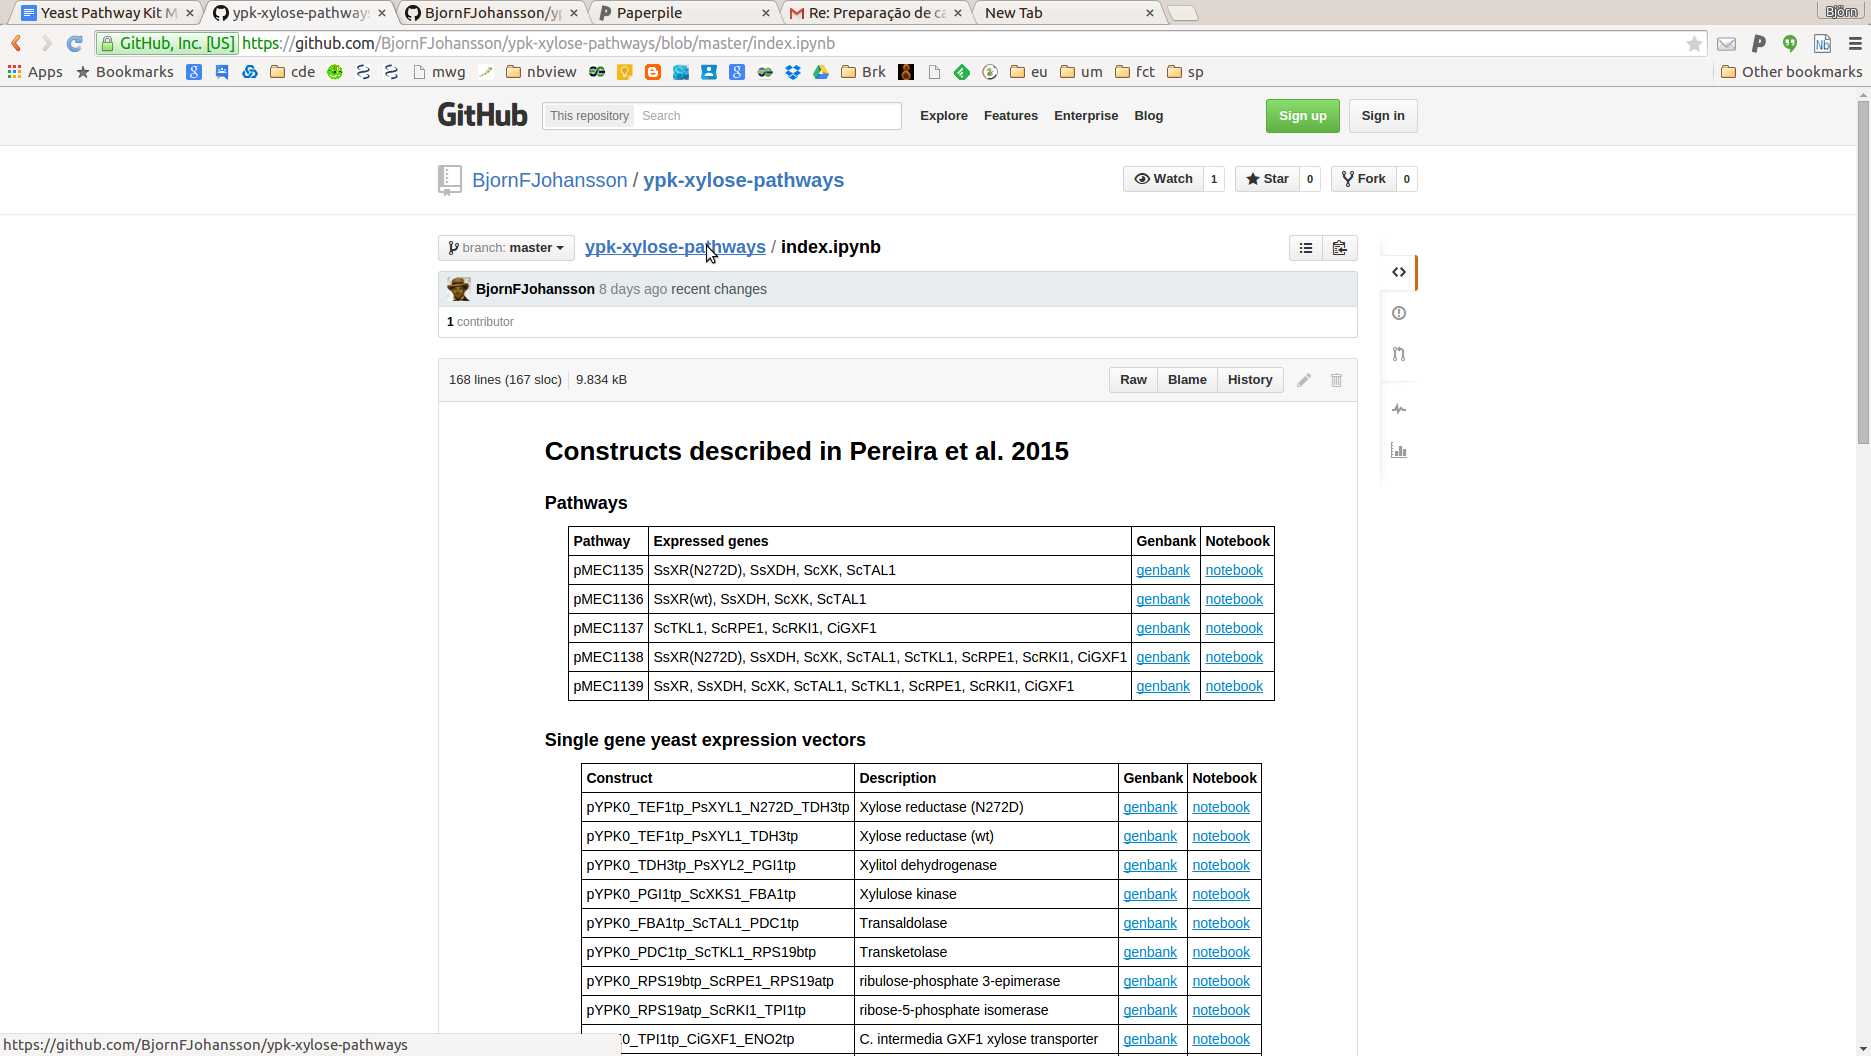 Yeast Pathway Kit M
ypk-xylose-pathways
BjornFJohansson/yp
Paperpile
Re: Preparação de ca
New Tab
Björn
GitHub, Inc. [US] https://github.com/BjornFJohansson/ypk-xylose-pathways/blob/master/index.ipynb
Apps Bookmarks cde mwg nbview Brk eu um fct sp Other bookmarks
GitHub This repository Search Explore Features Enterprise Blog Sign up Sign in
BjornFJohansson / ypk-xylose-pathways Watch 1 Star 0 Fork 0
branch: master ypk-xylose-pathways / index.ipynb
BjornFJohansson 8 days ago recent changes
1 contributor
168 lines (167 sloc) 9.834 kB Raw Blame History
Constructs described in Pereira et al. 2015
Pathways
Pathway Expressed genes Genbank Notebook
pMEC1135 SsXR(N272D), SsXDH, ScXK, ScTAL1 genbank notebook
pMEC1136 SsXR(wt), SsXDH, ScXK, ScTAL1 genbank notebook
pMEC1137 ScTKL1, ScRPE1, ScRKI1, CiGXF1 genbank notebook
pMEC1138 SsXR(N272D), SsXDH, ScXK, ScTAL1, ScTKL1, ScRPE1, ScRKI1, CiGXF1 genbank notebook
pMEC1139 SsXR, SsXDH, ScXK, ScTAL1, ScTKL1, ScRPE1, ScRKI1, CiGXF1 genbank notebook
Single gene yeast expression vectors
Construct Description Genbank Notebook
pYPK0_TEF1tp_PsXYL1_N272D_TDH3tp Xylose reductase (N272D) genbank notebook
pYPK0_TEF1tp_PsXYL1_TDH3tp Xylose reductase (wt) genbank notebook
pYPK0_TDH3tp_PsXYL2_PGI1tp Xylitol dehydrogenase genbank notebook
pYPK0_PGI1tp_ScXKS1_FBA1tp Xylulose kinase genbank notebook
pYPK0_FBA1tp_ScTAL1_PDC1tp Transaldolase genbank notebook
pYPK0_PDC1tp_ScTKL1_RPS19btp Transketolase genbank notebook
pYPK0_RPS19btp_ScRPE1_RPS19atp ribulose-phosphate 3-epimerase genbank notebook
pYPK0_RPS19atp_ScRKI1_TPI1tp ribose-5-phosphate isomerase genbank notebook
0_TPI1tp_CiGXF1_ENO2tp C. intermedia GXF1 xylose transporter genbank notebook
https://github.com/BjornFJohansson/ypk-xylose-pathways